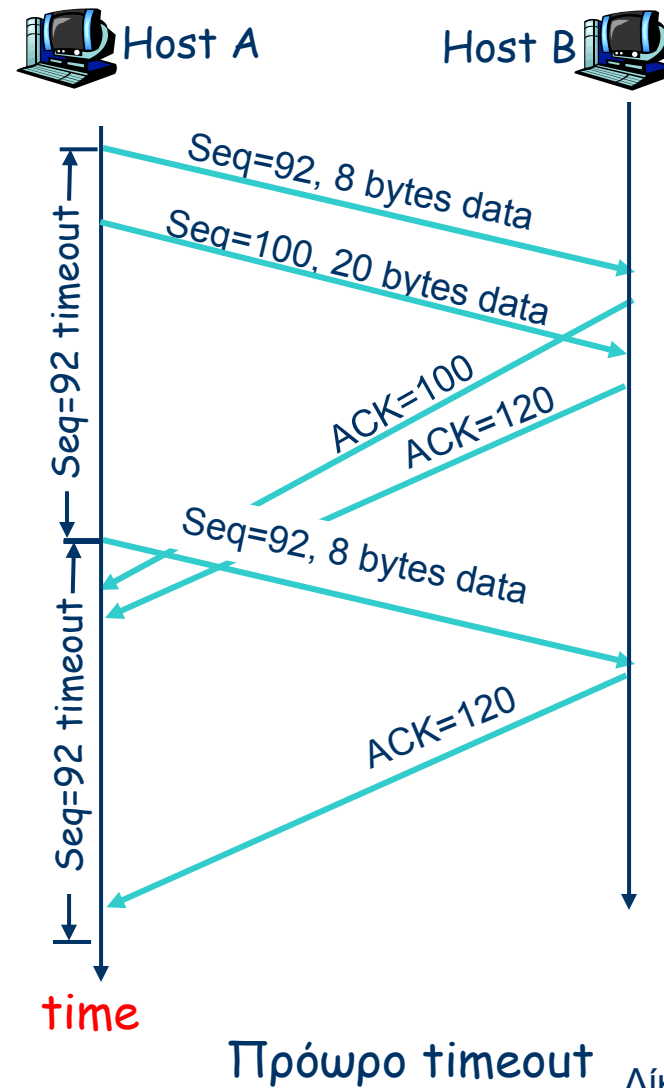 Host A
Host B
Seq=92, 8 bytes data
Seq=100, 20 bytes data
Seq=92 timeout
ACK=100
ACK=120
Seq=92, 8 bytes data
Seq=92 timeout
ACK=120
time
Πρόωρο timeout